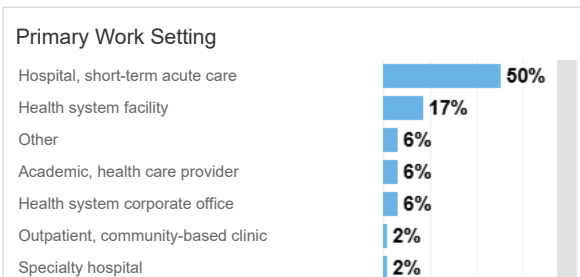 Primary Work Setting
Hospital, short-term acute care 50%
Health system facility 17%
Other 6%
Academic, health care provider 6%
Health system corporate office 6%
Outpatient, community-based clinic 2%
Specialty hospital 2%